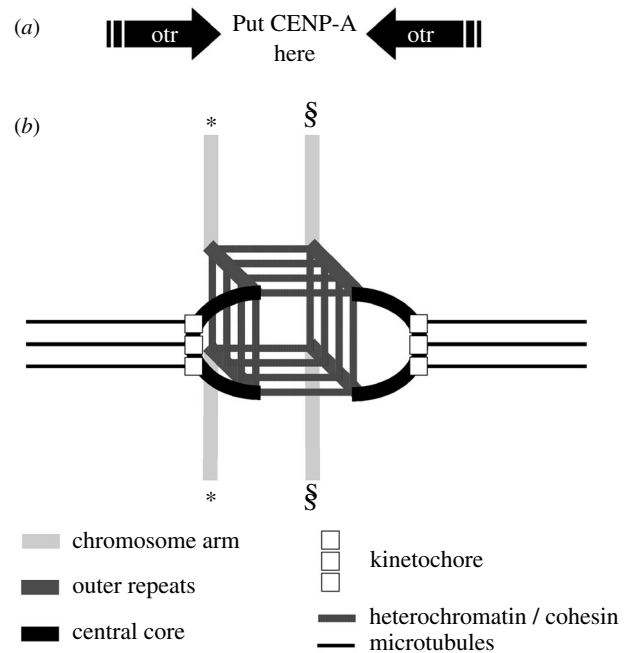 (a)
otr
Put CENP-A
here
otr
(b)
* §
* §
chromosome arm
outer repeats
central core
kinetochore
heterochromatin / cohesin
microtubules